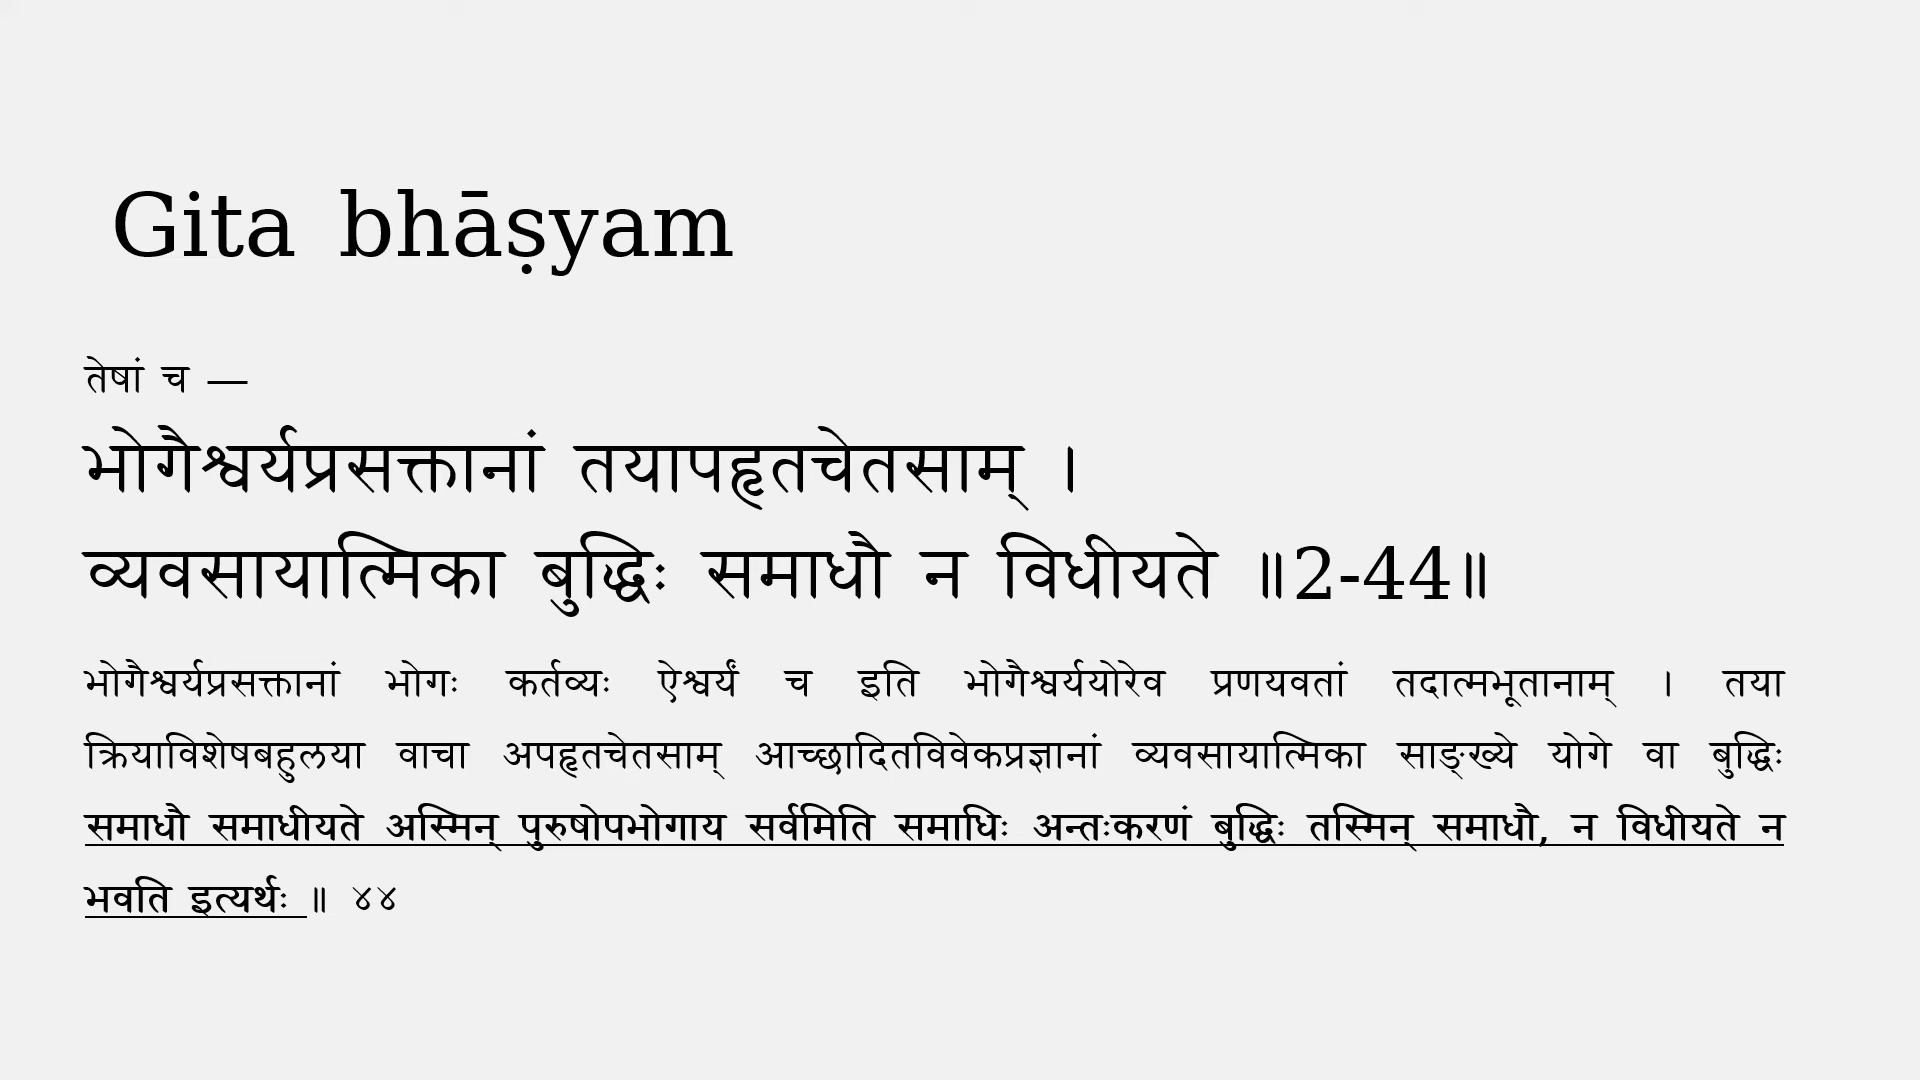 Gita bhāṣyam
तेषां च —
भोगैश्वर्यप्रसक्तानां तयापहृतचेतसाम् ।
व्यवसायात्मिका बुद्धिः समाधौ न विधीयते ॥2-44॥
भोगैश्वर्यप्रसक्तानां भोगः कर्तव्यः ऐश्वर्यं च इति भोगैश्वर्ययोरेव प्रणयवतां तदात्मभूतानाम् । तया
क्रियाविशेषबहुलया वाचा अपहृतचेतसाम् आच्छादितविवेकप्रज्ञानां व्यवसायात्मिका साङ्ख्ये योगे वा बुद्धिः
समाधौ समाधीयते अस्मिन् पुरुषोपभोगाय सर्वमिति समाधिः अन्तःकरणं बुद्धिः तस्मिन् समाधौ, न विधीयते न
भवति इत्यर्थः ॥ ४४